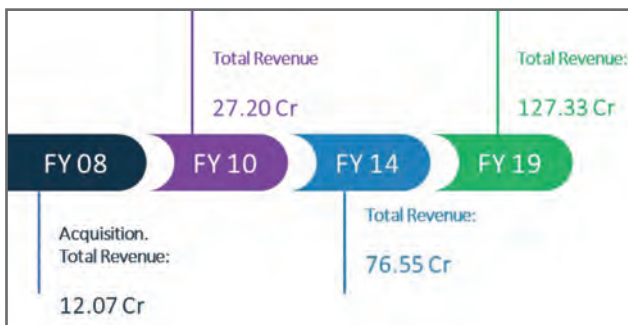 Total Revenue
27.20 Cr
Total Revenue:
127.33 Cr
FY 08
FY 10
FY 14
FY 19
Acquisition.
Total Revenue:
12.07 Cr
Total Revenue:
76.55 Cr